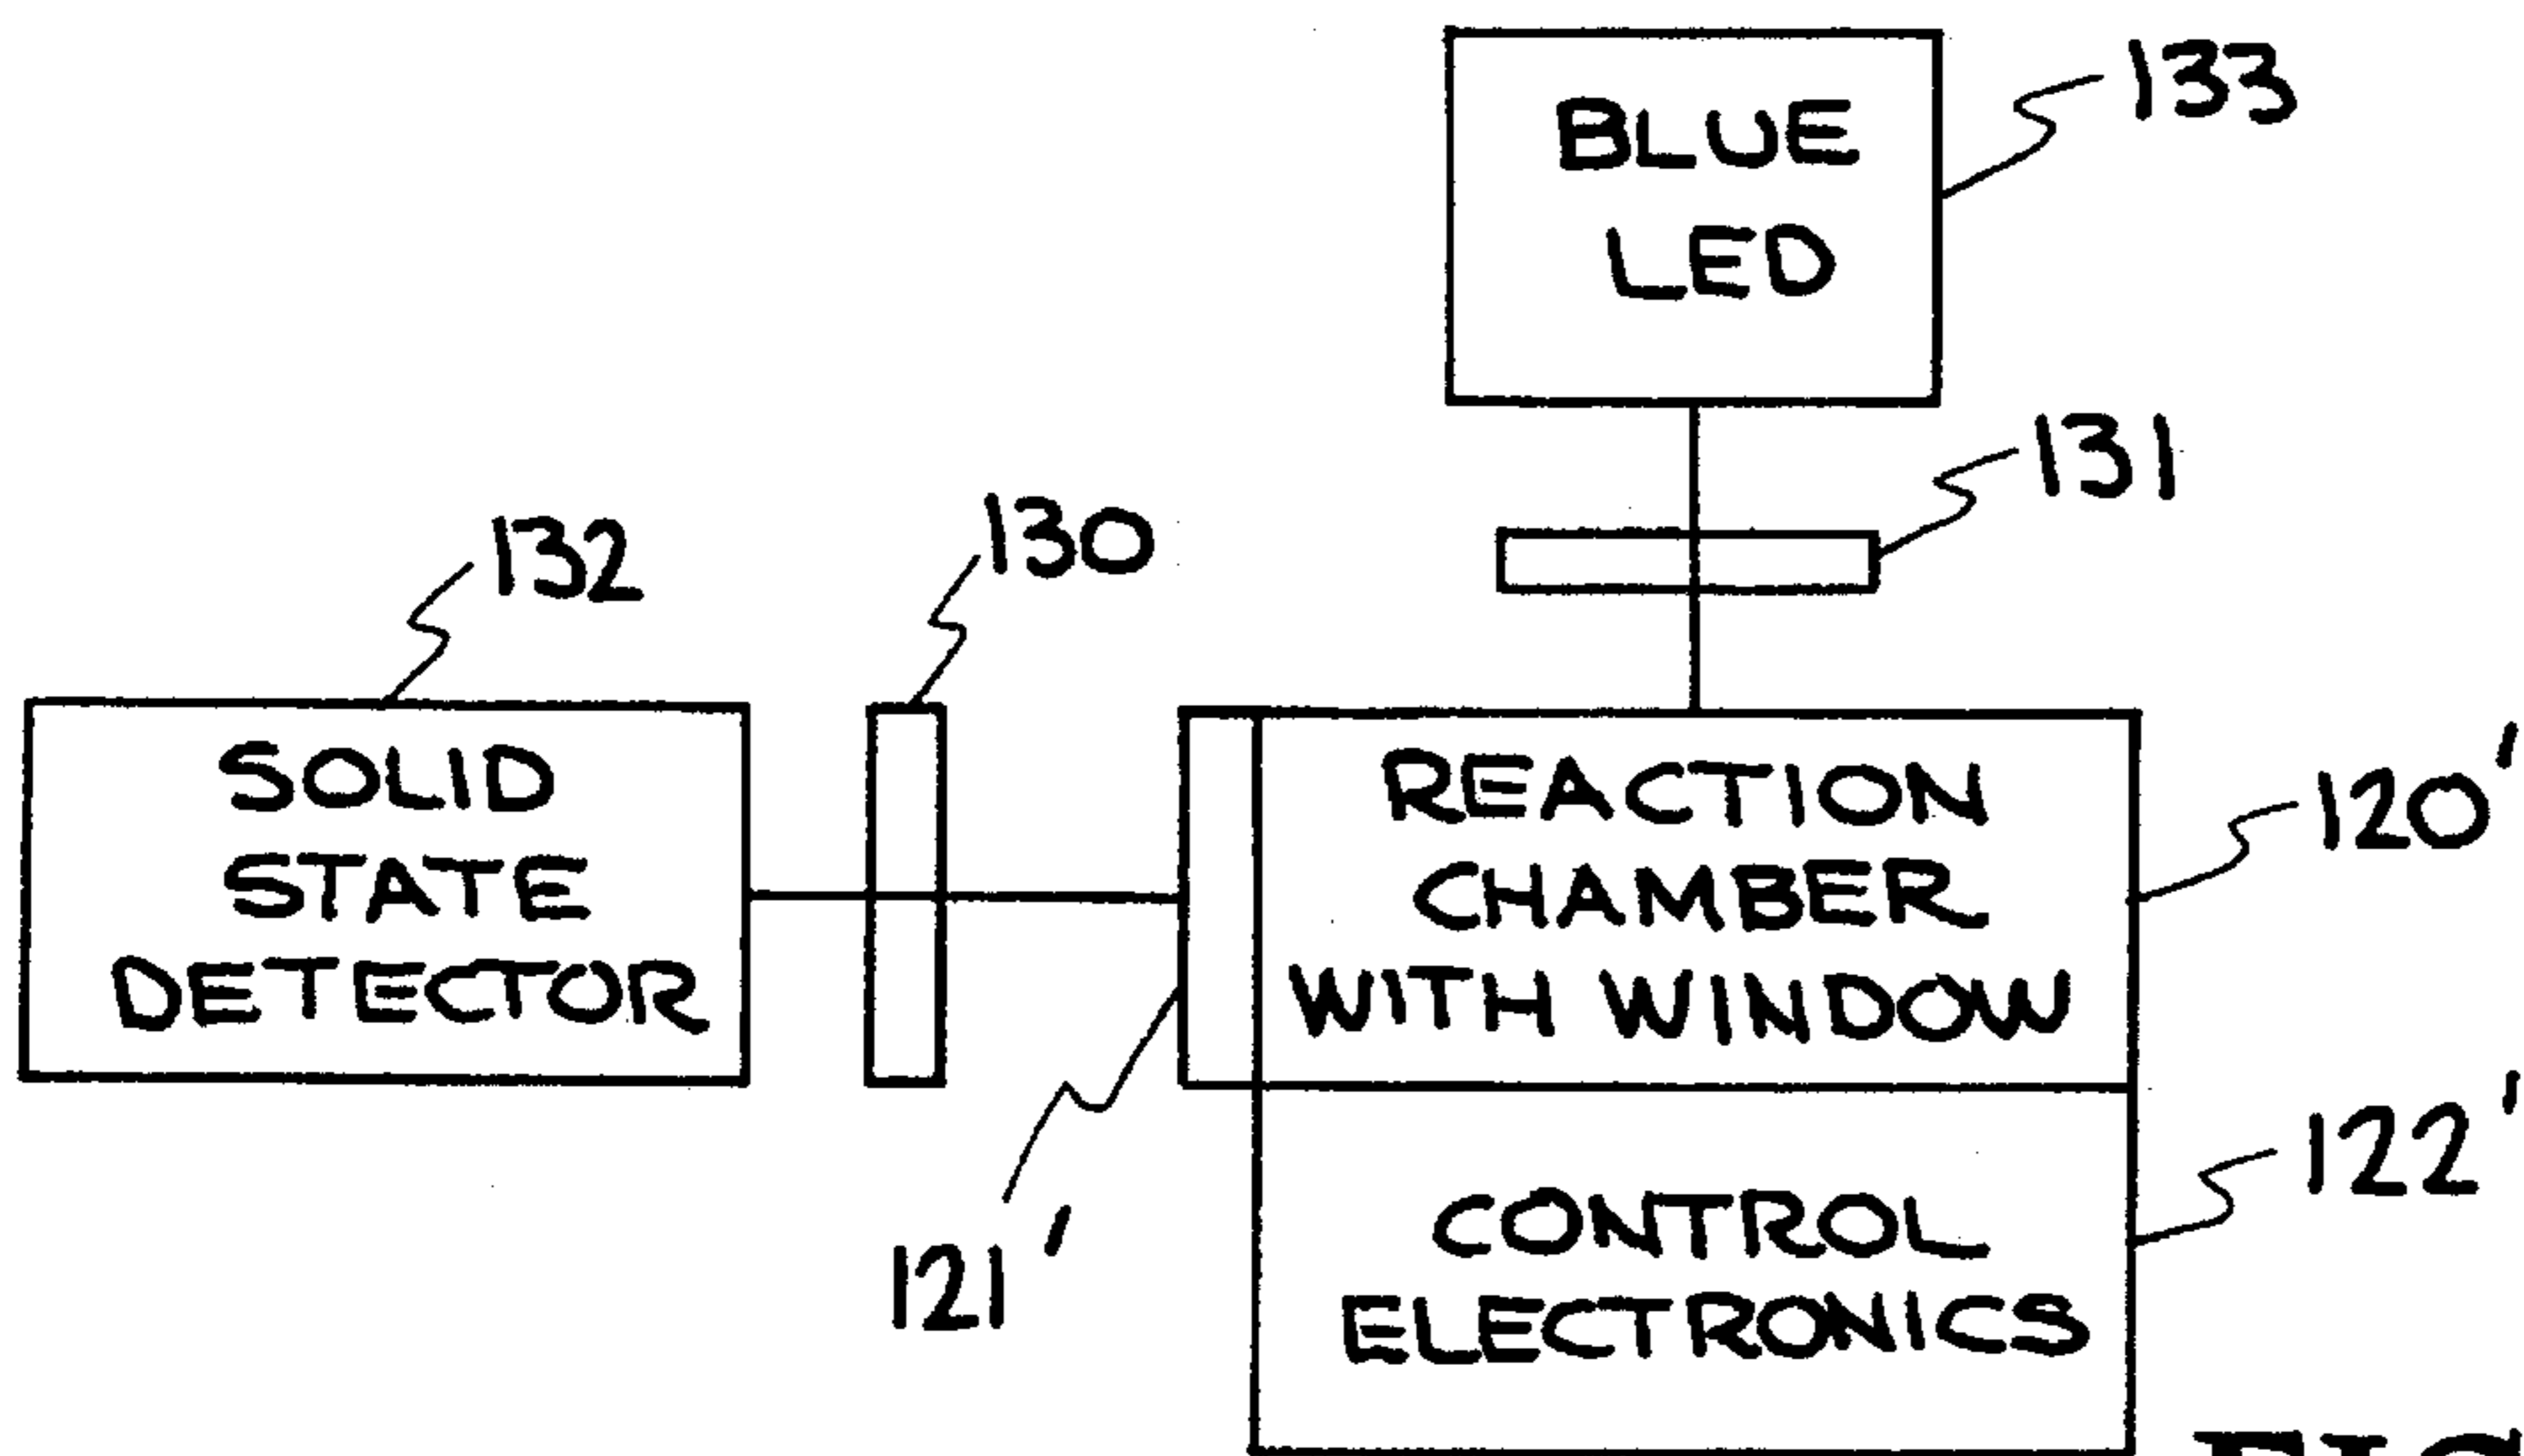 BLUE
LED
133
131
132
130
SOLID
STATE
DETECTOR
REACTION
CHAMBER
WITH WINDOW
120'
121'
CONTROL
ELECTRONICS
122'